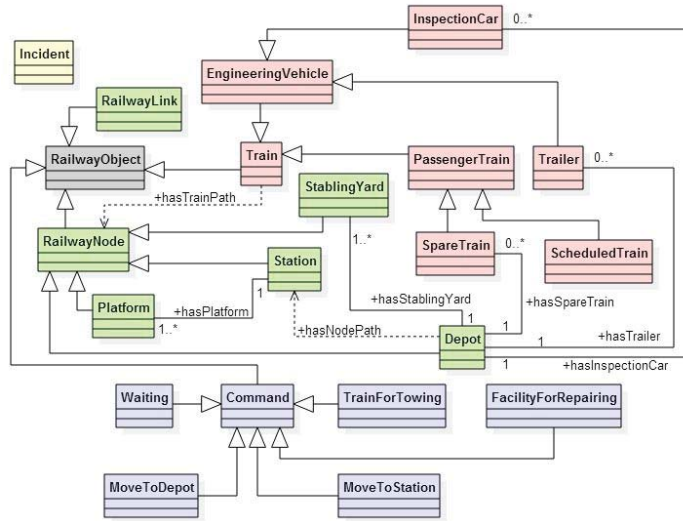 InspectionCar
0..*
Incident
EngineeringVehicle
RailwayLink
RailwayObject
Train
PassengerTrain
Trailer
0..*
+hasTrainPath
StablingYard
RailwayNode
1..*
SpareTrain
0..*
ScheduledTrain
Station
Platform
+hasPlatform
1
1..*
+hasStablingYard
+hasSpareTrain
+hasNodePath
1
1
Depot
1
+hasTrailer
1
+hasInspectionCar
Waiting
Command
TrainForTowing
FacilityForRepairing
MoveToDepot
MoveToStation